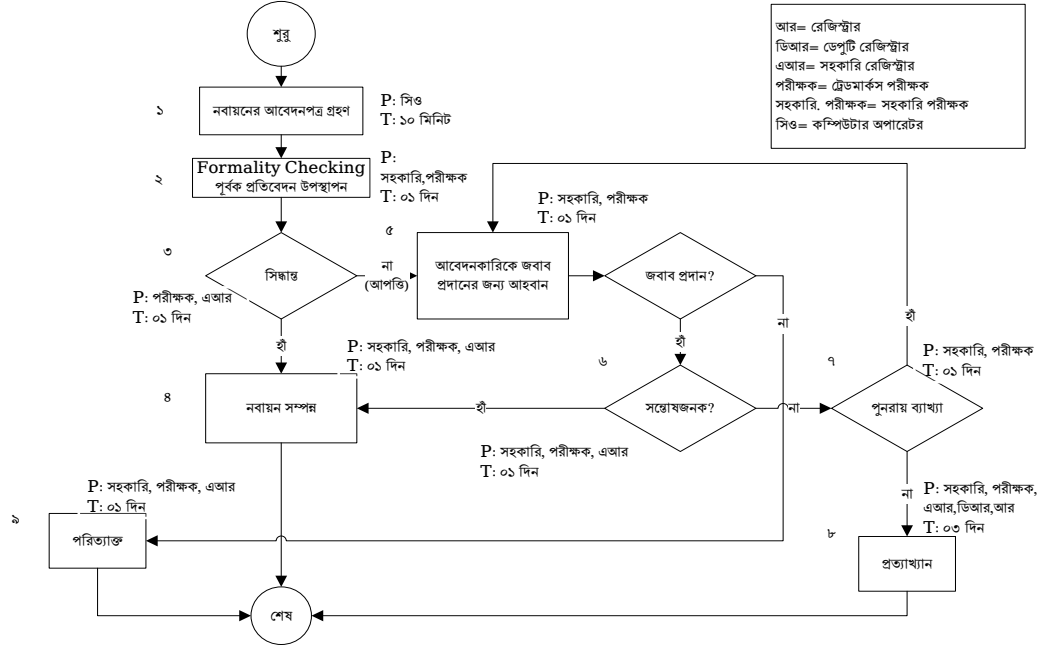 শুরু
আর= রেজিস্ট্রার
ডিআর= ডেপুটি রেজিস্ট্রার
এআর= সহকারি রেজিস্ট্রার
পরীক্ষক= ট্রেডমার্কস পরীক্ষক
সহকারি. পরীক্ষক= সহকারি পরীক্ষক
সিও= কম্পিউটার অপারেটর
১
নবায়নের আবেদনপত্র গ্রহণ
P: সিও
T: ১০ মিনিট
২
Formality Checking
পূর্বক প্রতিবেদন উপস্থাপন
P:
সহকারি,পরীক্ষক
T: ০১ দিন
৩
সিদ্ধান্ত
P: পরীক্ষক, এআর
T: ০১ দিন
না
(আপত্তি)
হাঁ
৫
P: সহকারি, পরীক্ষক
T: ০১ দিন
আবেদনকারিকে জবাব
প্রদানের জন্য আহবান
জবাব প্রদান?
না
হাঁ
হাঁ
৪
P: সহকারি, পরীক্ষক, এআর
T: ০১ দিন
নবায়ন সম্পন্ন
হাঁ
৬
সন্তোষজনক?
P: সহকারি, পরীক্ষক, এআর
T: ০১ দিন
না
৭
P: সহকারি, পরীক্ষক
T: ০১ দিন
পুনরায় ব্যাখ্যা
না
P: সহকারি, পরীক্ষক,
এআর,ডিআর,আর
T: ০৩ দিন
৮
প্রত্যাখ্যান
৯
P: সহকারি, পরীক্ষক, এআর
T: ০১ দিন
পরিত্যাক্ত
শেষ